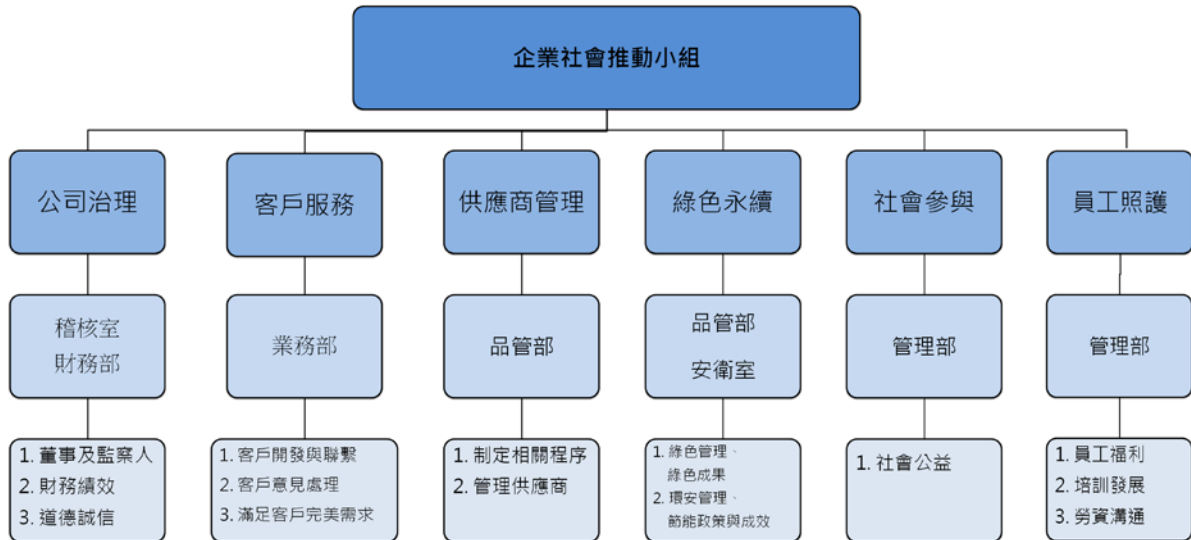 企業社會推動小組
公司治理
客戶服務
供應商管理
綠色永續
社會參與
員工照護
稽核室
財務部
業務部
品管部
品管部
安衛室
管理部
管理部
1. 董事及監察人
2. 財務績效
3. 道德誠信
1. 客戶開發與聯繫
2. 客戶意見處理
3. 滿足客戶完美需求
1. 制定相關程序
2. 管理供應商
1. 綠色管理、
綠色成果
2. 環安管理、
節能政策與成效
1. 社會公益
1. 員工福利
2. 培訓發展
3. 勞資溝通